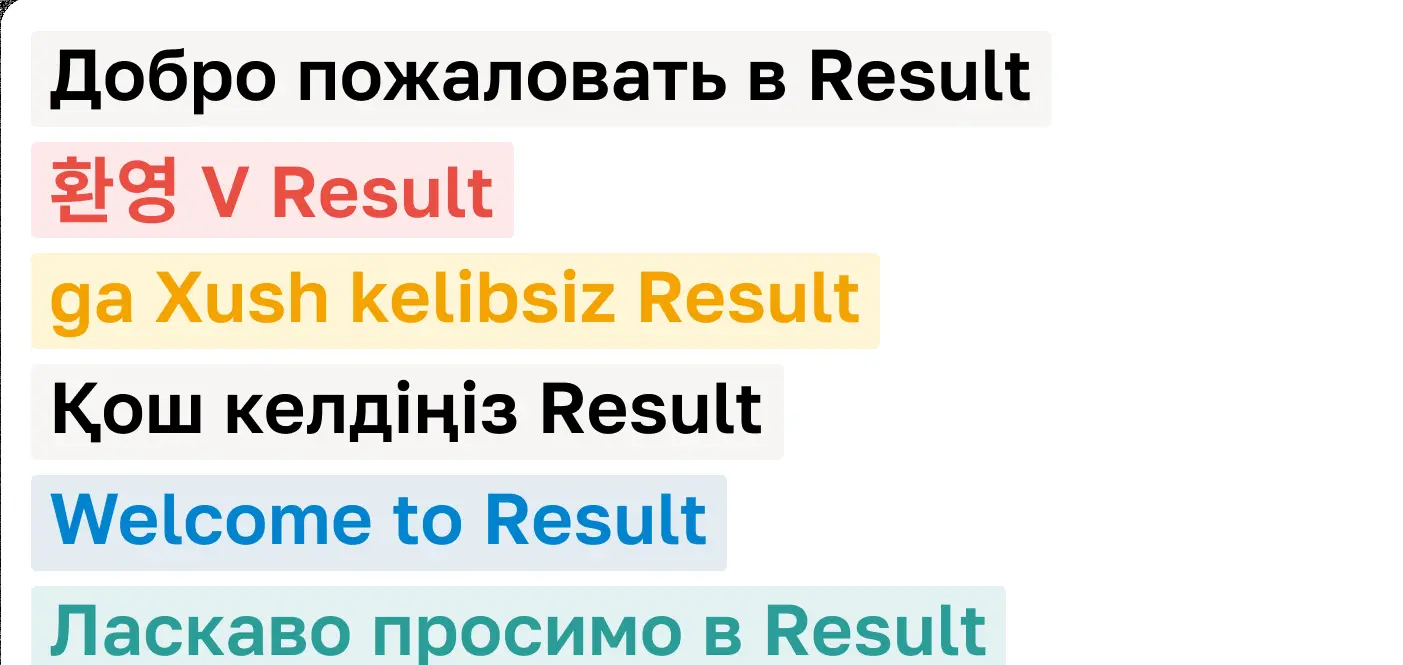 Добро пожаловать в Result
환영 V Result
ga Xush kelibsiz Result
Қош келдіңіз Result
Welcome to Result
Ласкаво просимо в Result